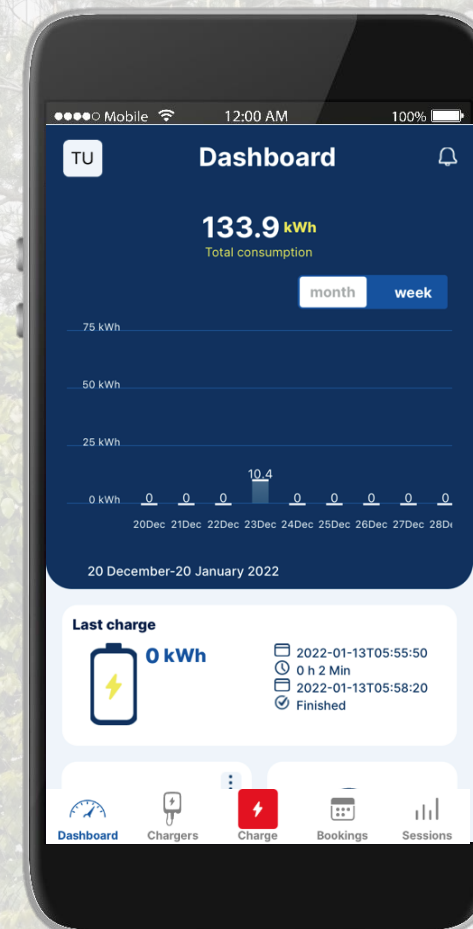 Mobile 12:00 AM 100%
TU Dashboard
133.9 kWh
Total consumption
month week
75 kWh
50 kWh
25 kWh
10.4
0 kWh 0 0 0 0 0 0 0 0
20Dec 21Dec 22Dec 23Dec 24Dec 25Dec 26Dec 27Dec 28De
20 December-20 January 2022
Last charge
0 kWh
2022-01-13T05:55:50
0 h 2 Min
2022-01-13T05:58:20
Finished
Dashboard Chargers Charge Bookings Sessions